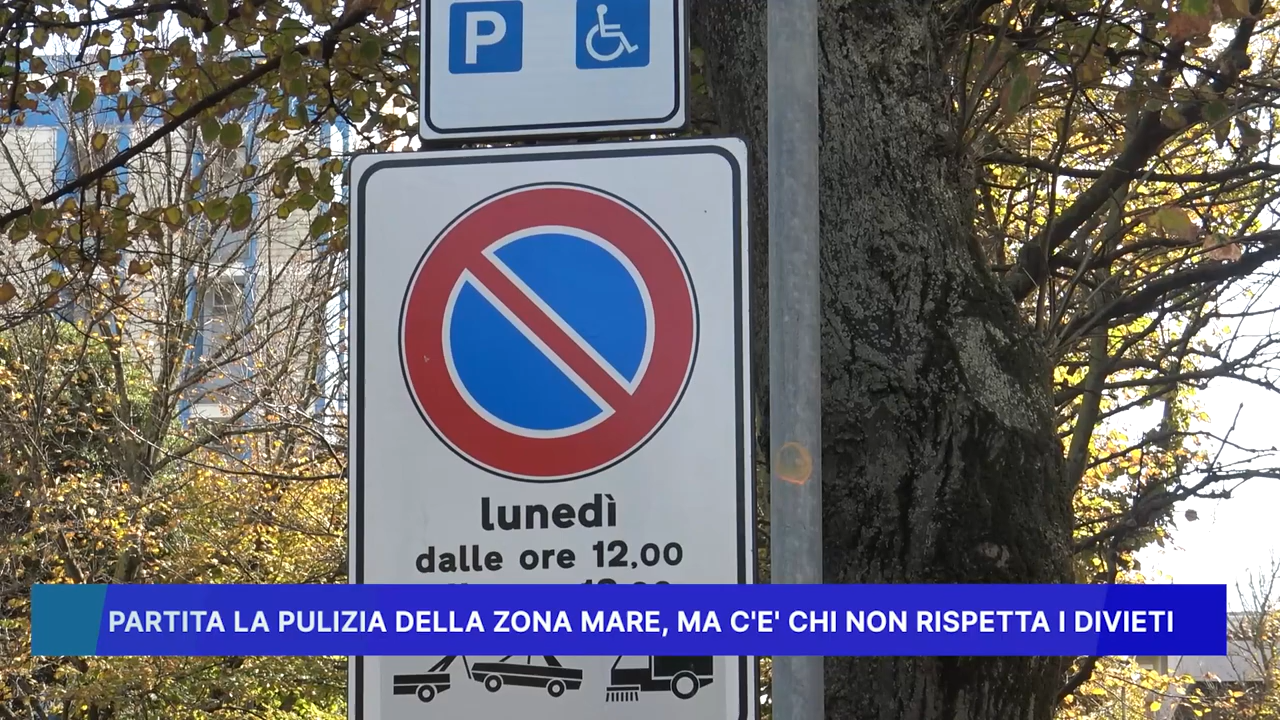 P
lunedì
dalle ore 12,00
PARTITA LA PULIZIA DELLA ZONA MARE, MA C'E' CHI NON RISPETTA I DIVIETI